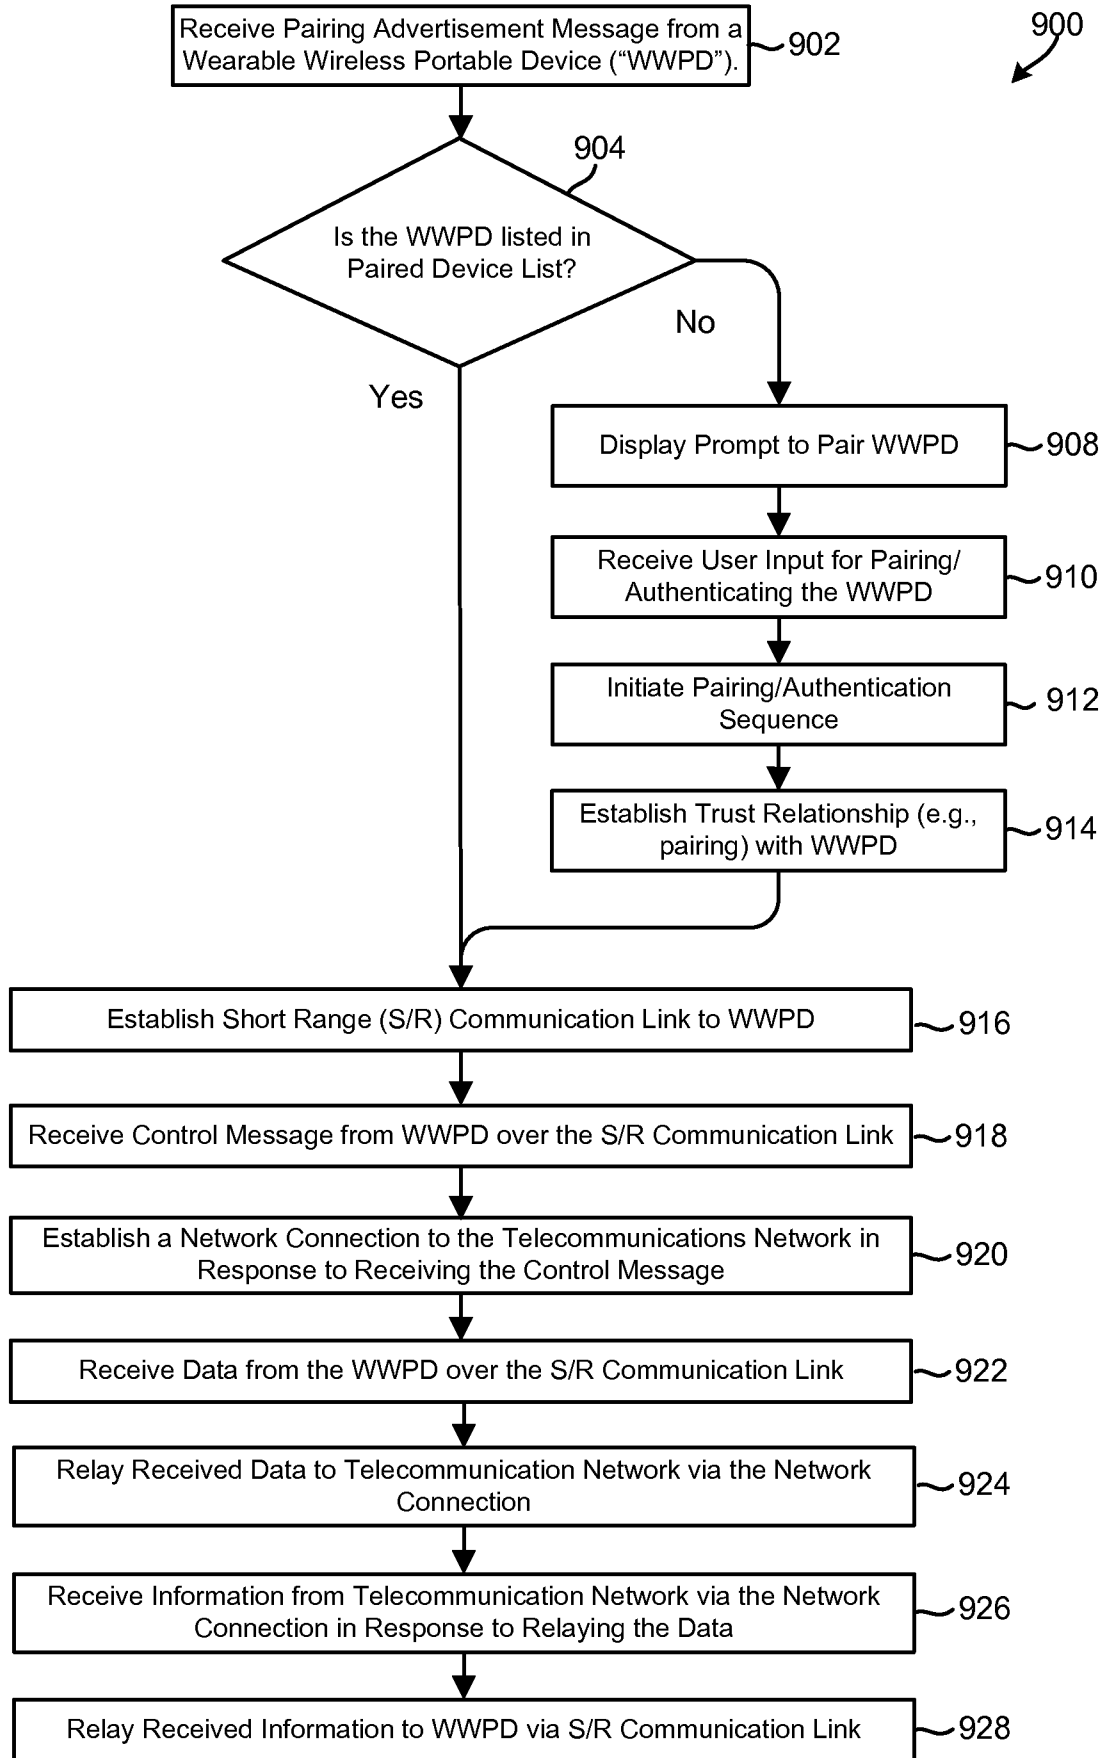 Receive Pairing Advertisement Message from a
Wearable Wireless Portable Device (“WWPD”).
902
900
904
Is the WWPD listed in
Paired Device List?
No
Yes
Display Prompt to Pair WWPD
908
Receive User Input for Pairing/
Authenticating the WWPD
910
Initiate Pairing/Authentication
Sequence
912
Establish Trust Relationship (e.g.,
pairing) with WWPD
914
Establish Short Range (S/R) Communication Link to WWPD
916
Receive Control Message from WWPD over the S/R Communication Link
918
Establish a Network Connection to the Telecommunications Network in
Response to Receiving the Control Message
920
Receive Data from the WWPD over the S/R Communication Link
922
Relay Received Data to Telecommunication Network via the Network
Connection
924
Receive Information from Telecommunication Network via the Network
Connection in Response to Relaying the Data
926
Relay Received Information to WWPD via S/R Communication Link
928